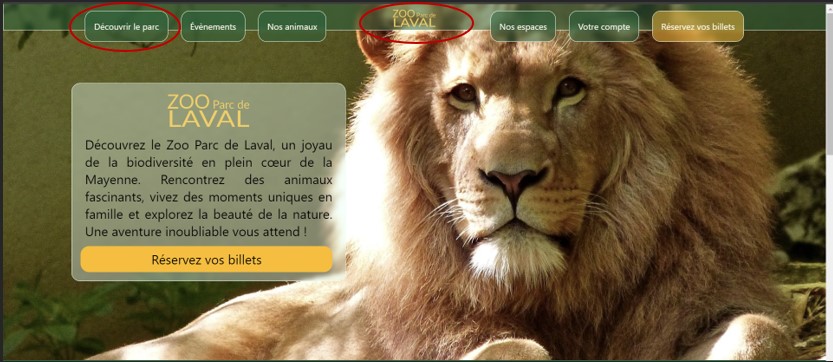 Découvrir le parc
Évènements
Nos animaux
ZOO Parc de
LAVAL
Nos espaces
Votre compte
Réservez vos billets
ZOO Parc de
LAVAL
Découvrez le Zoo Parc de Laval, un joyau
de la biodiversité en plein cœur de la
Mayenne. Rencontrez des animaux
fascinants, vivez des moments uniques en
famille et explorez la beauté de la nature.
Une aventure inoubliable vous attend !
Réservez vos billets